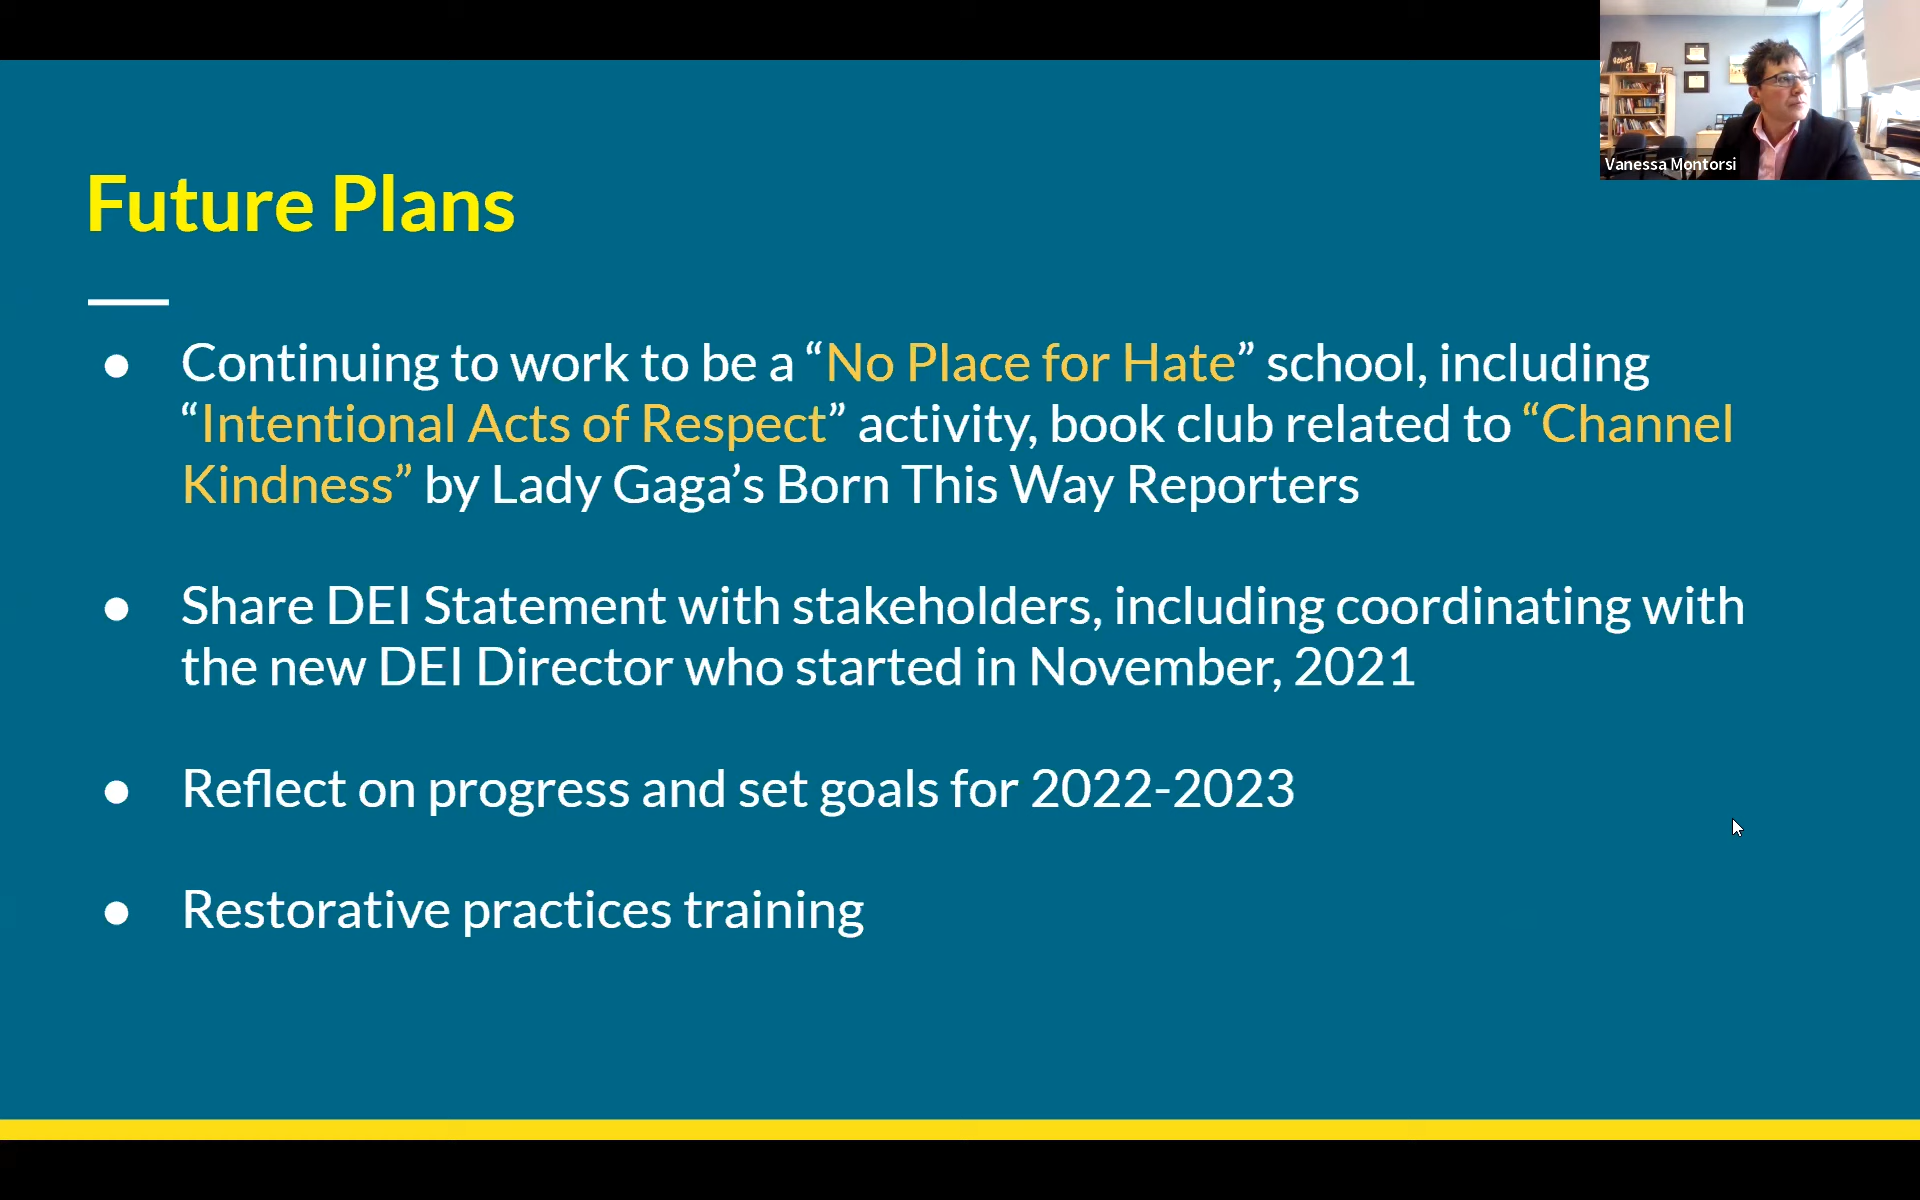 Vanessa Montorsi
Future Plans
● Continuing to work to be a “No Place for Hate” school, including
“Intentional Acts of Respect” activity, book club related to “Channel
Kindness” by Lady Gaga’s Born This Way Reporters
● Share DEI Statement with stakeholders, including coordinating with
the new DEI Director who started in November, 2021
● Reflect on progress and set goals for 2022-2023
● Restorative practices training